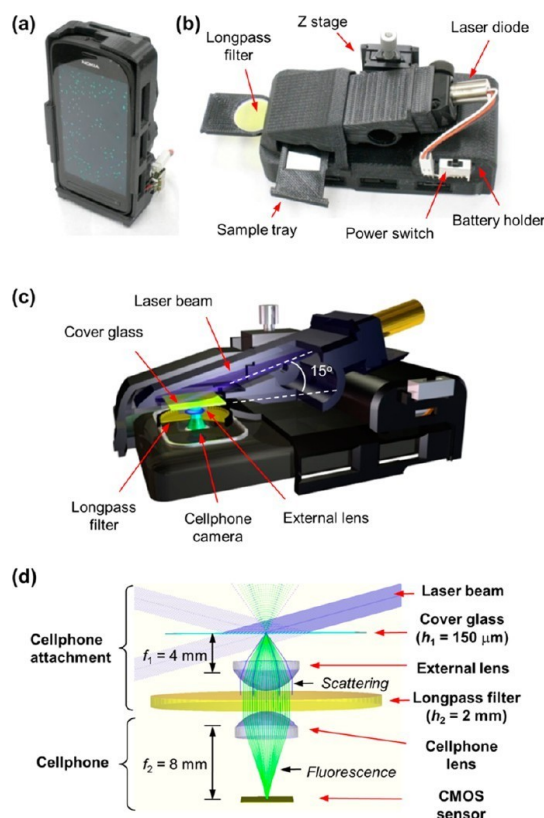 (a)
NOKIA
(b)
Longpass
filter
Z stage
Laser diode
Sample tray
Power switch
Battery holder
(c)
Laser beam
Cover glass
15°
Longpass
filter
Cellphone
camera
External lens
(d)
Cellphone
attachment
f₁ = 4 mm
Laser beam
Cover glass
(h₁ = 150 μm)
External lens
Scattering
Longpass filter
(h₂ = 2 mm)
Cellphone
f₂ = 8 mm
Cellphone
lens
Fluorescence
CMOS
sensor